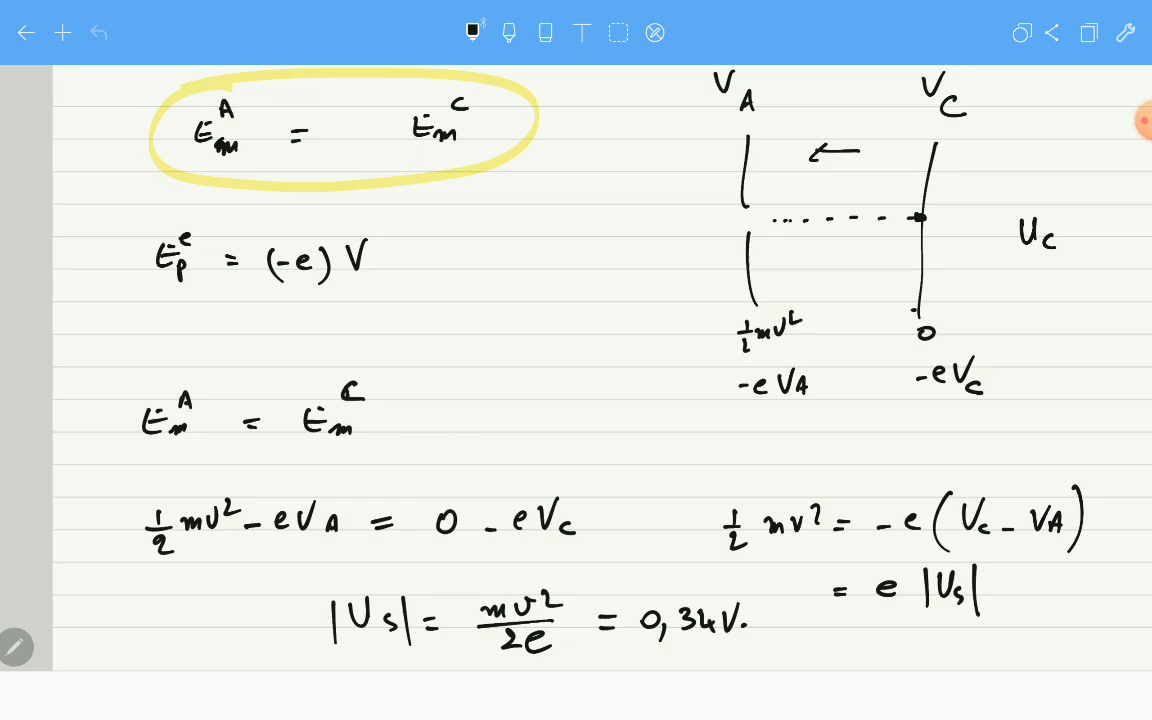 E_m^A = E_m^C
V_A V_C
E_p^e = (-e) V
U_C
½mv² 0
-eV_A -eV_C
E_m^A = E_m^C
½mv² - eV_A = 0 - eV_C
½mv² = -e(V_C - V_A)
= e|U_s|
|U_s| = mv²/2e = 0,34V.